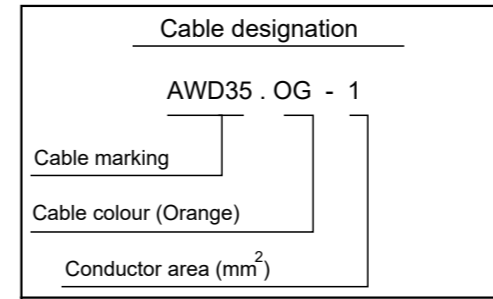 Cable designation
AWD35 . OG - 1
Cable marking
Cable colour (Orange)
Conductor area (mm²)